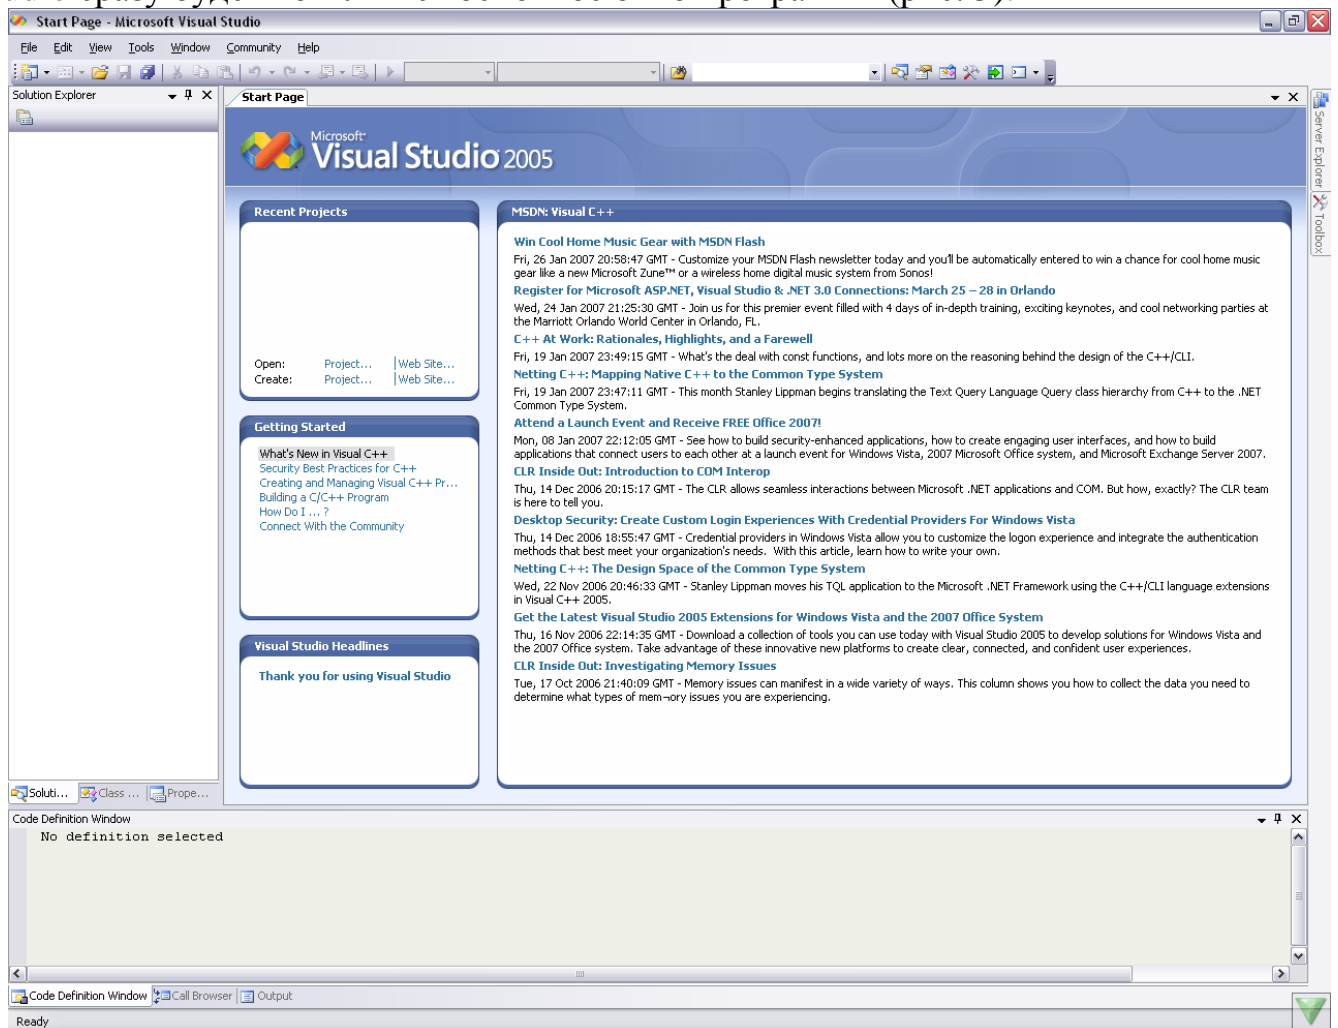 Start Page - Microsoft Visual Studio
File Edit View Tools Window Community Help
Solution Explorer
Start Page
Microsoft
Visual Studio 2005
Recent Projects
Open: Project... | Web Site...
Create: Project... | Web Site...
Getting Started
What's New in Visual C++
Security Best Practices for C++
Creating and Managing Visual C++ Pr...
Building a C/C++ Program
How Do I ... ?
Connect With the Community
Visual Studio Headlines
Thank you for using Visual Studio
MSDN: Visual C++
Win Cool Home Music Gear with MSDN Flash
Fri, 26 Jan 2007 20:58:47 GMT - Customize your MSDN Flash newsletter today and you'll be automatically entered to win a chance for cool home music
gear like a new Microsoft Zune™ or a wireless home digital music system from Sonos!
Register for Microsoft ASP.NET, Visual Studio & .NET 3.0 Connections: March 25 – 28 in Orlando
Wed, 24 Jan 2007 21:25:30 GMT - Join us for this premier event filled with 4 days of in-depth training, exciting keynotes, and cool networking parties at
the Marriott Orlando World Center in Orlando, FL.
C++ At Work: Rationales, Highlights, and a Farewell
Fri, 19 Jan 2007 23:49:15 GMT - What's the deal with const functions, and lots more on the reasoning behind the design of the C++/CLI.
Netting C++: Mapping Native C++ to the Common Type System
Fri, 19 Jan 2007 23:47:11 GMT - This month Stanley Lippman begins translating the Text Query Language Query class hierarchy from C++ to the .NET
Common Type System.
Attend a Launch Event and Receive FREE Office 2007!
Mon, 08 Jan 2007 22:12:05 GMT - See how to build security-enhanced applications, how to create engaging user interfaces, and how to build
applications that connect users to each other at a launch event for Windows Vista, 2007 Microsoft Office system, and Microsoft Exchange Server 2007.
CLR Inside Out: Introduction to COM Interop
Thu, 14 Dec 2006 20:15:17 GMT - The CLR allows seamless interactions between Microsoft .NET applications and COM. But how, exactly? The CLR team
is here to tell you.
Desktop Security: Create Custom Login Experiences With Credential Providers For Windows Vista
Thu, 14 Dec 2006 18:55:47 GMT - Credential providers in Windows Vista allow you to customize the logon experience and integrate the authentication
methods that best meet your organization's needs. With this article, learn how to write your own.
Netting C++: The Design Space of the Common Type System
Wed, 22 Nov 2006 20:46:33 GMT - Stanley Lippman moves his TQL application to the Microsoft .NET Framework using the C++/CLI language extensions
in Visual C++ 2005.
Get the Latest Visual Studio 2005 Extensions for Windows Vista and the 2007 Office System
Thu, 16 Nov 2006 22:14:35 GMT - Download a collection of tools you can use today with Visual Studio 2005 to develop solutions for Windows Vista and
the 2007 Office system. Take advantage of these innovative new platforms to create clear, connected, and confident user experiences.
CLR Inside Out: Investigating Memory Issues
Tue, 17 Oct 2006 21:40:09 GMT - Memory issues can manifest in a wide variety of ways. This column shows you how to collect the data you need to
determine what types of mem¬ory issues you are experiencing.
Server Explorer
Toolbox
Soluti... Class ... Prope...
Code Definition Window
No definition selected
Code Definition Window Call Browser Output
Ready